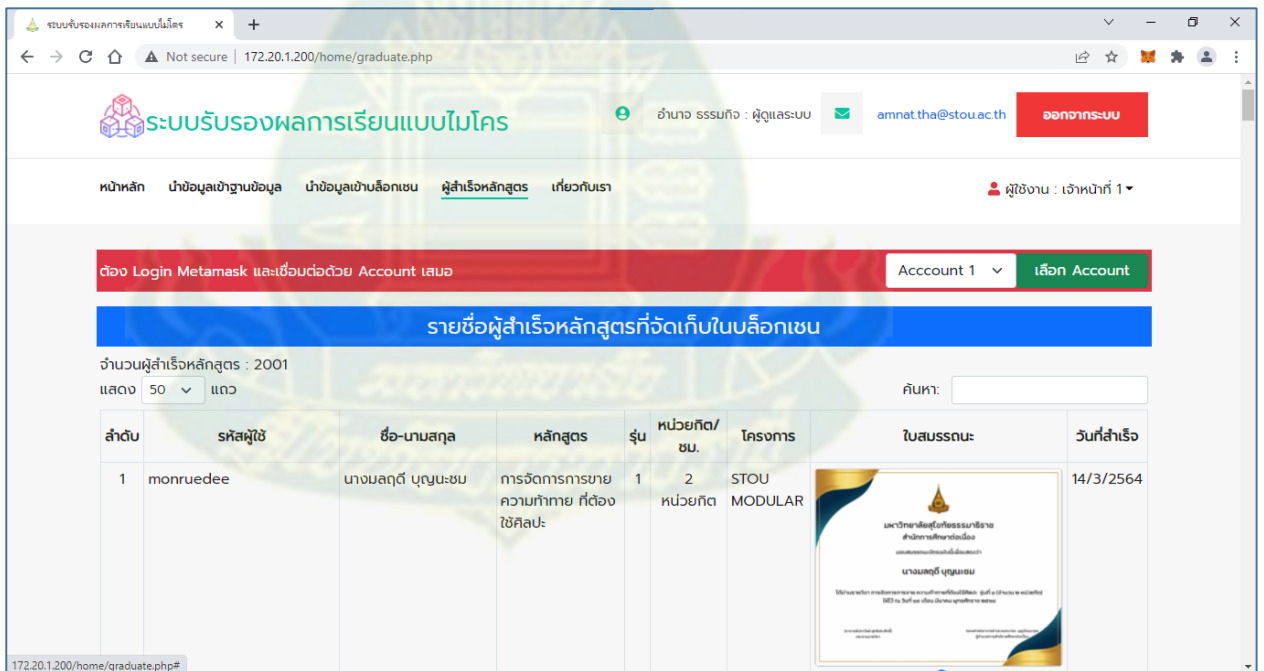 ระบบรับรองผลการเรียนแบบไมโคร
Not secure | 172.20.1.200/home/graduate.php
ระบบรับรองผลการเรียนแบบไมโคร
อำนาจ ธรรมกิจ : ผู้ดูแลระบบ
amnat.tha@stou.ac.th
ออกจากระบบ
หน้าหลัก นำข้อมูลเข้าฐานข้อมูล นำข้อมูลเข้าบล็อกเชน ผู้สำเร็จหลักสูตร เกี่ยวกับเรา
ผู้ใช้งาน : เจ้าหน้าที่ 1
ต้อง Login Metamask และเชื่อมต่อด้วย Account เสมอ
Acccount 1
เลือก Account
รายชื่อผู้สำเร็จหลักสูตรที่จัดเก็บในบล็อกเชน
จำนวนผู้สำเร็จหลักสูตร : 2001
แสดง 50 แถว
ค้นหา:
ลำดับ รหัสผู้ใช้ ชื่อ-นามสกุล หลักสูตร รุ่น หน่วยกิต/ชม. โครงการ ใบสมรรถนะ วันที่สำเร็จ
1 monruedee นางมลฤดี บุญนะชม การจัดการการขาย 1 2 STOU 14/3/2564
ความท้าทาย ที่ต้อง หน่วยกิต MODULAR
ใช้ศิลปะ
มหาวิทยาลัยสุโขทัยธรรมาธิราช
สำนักการศึกษาต่อเนื่อง
นางมลฤดี บุญนะชม
172.20.1.200/home/graduate.php#